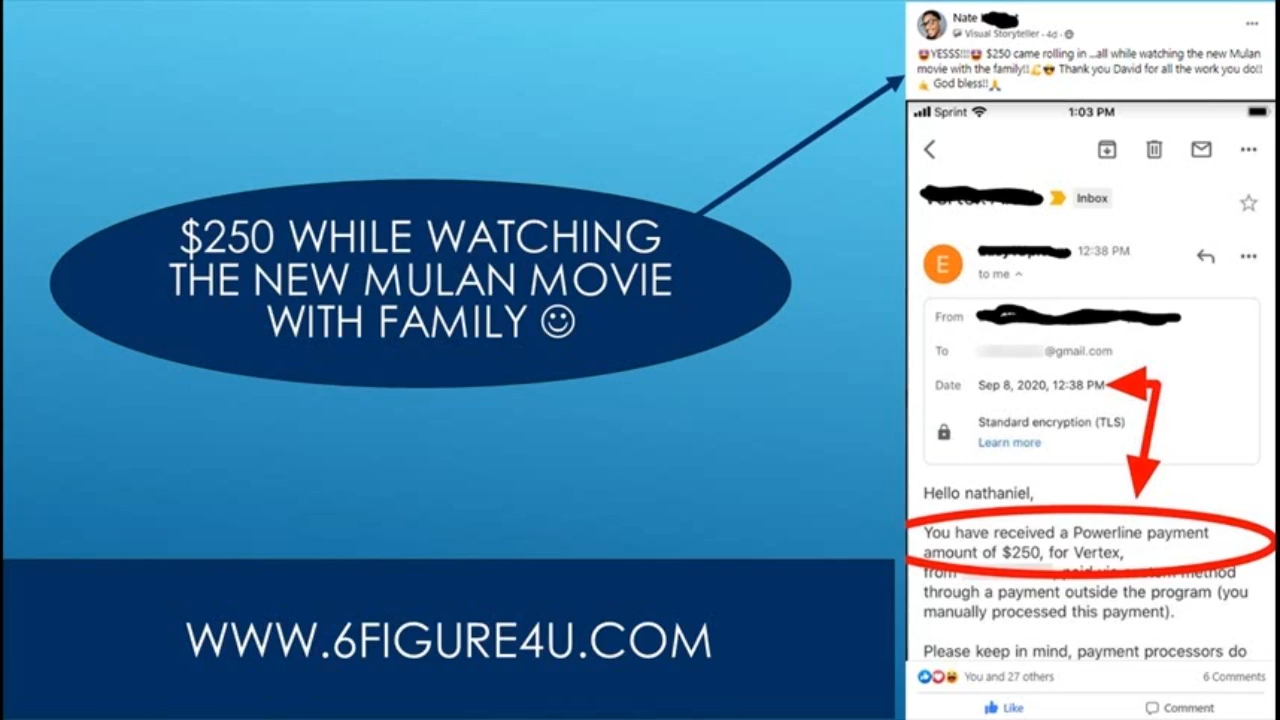 $250 WHILE WATCHING
THE NEW MULAN MOVIE
WITH FAMILY ☺
WWW.6FIGURE4U.COM
Nate
Visual Storyteller · 4d ·
🤩YESSS!!!🤩 $250 came rolling in ...all while watching the new Mulan
movie with the family!!💪😎 Thank you David for all the work you do!!
🤙 God bless!!🙏
Sprint 1:03 PM
Inbox
E 12:38 PM
to me
From
To @gmail.com
Date Sep 8, 2020, 12:38 PM
Standard encryption (TLS)
Learn more
Hello nathaniel,
You have received a Powerline payment
amount of $250, for Vertex,
from paid via custom method
through a payment outside the program (you
manually processed this payment).
Please keep in mind, payment processors do
You and 27 others 6 Comments
Like Comment